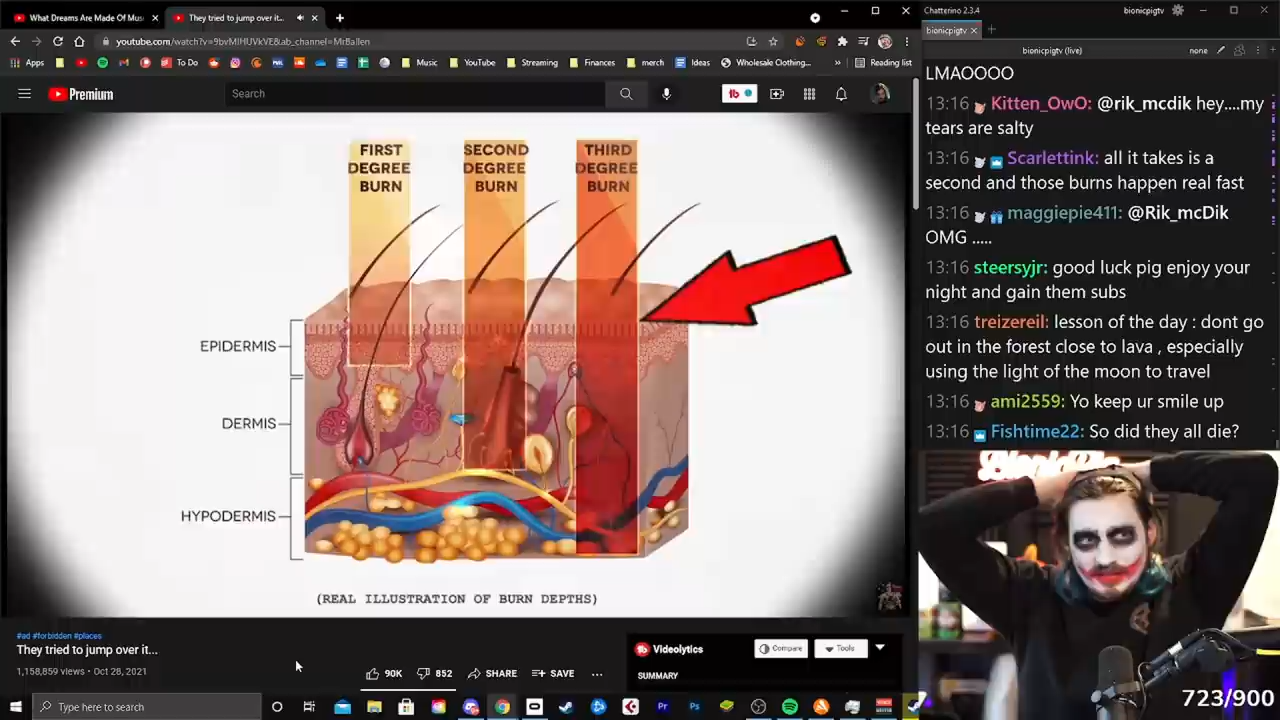 What Dreams Are Made Of Mus
They tried to jump over it...
youtube.com/watch?v=9bvMIHUVkVE&ab_channel=MrBallen
Apps
To Do
Music
YouTube
Streaming
Finances
merch
Ideas
Wholesale Clothing...
Reading list
Premium
Search
FIRST
DEGREE
BURN
SECOND
DEGREE
BURN
THIRD
DEGREE
BURN
EPIDERMIS
DERMIS
HYPODERMIS
(REAL ILLUSTRATION OF BURN DEPTHS)
#ad #forbidden #places
They tried to jump over it...
1,158,859 views • Oct 28, 2021
90K
852
SHARE
SAVE
Videolytics
Compare
Tools
SUMMARY
Type here to search
Chatterino 2.3.4
bionicpigtv
bionicpigtv
bionicpigtv (live)
none
LMAOOOO
13:16 Kitten_OwO: @rik_mcdik hey....my
tears are salty
13:16 Scarlettink: all it takes is a
second and those burns happen real fast
13:16 maggiepie411: @Rik_mcDik
OMG .....
13:16 steersyjr: good luck pig enjoy your
night and gain them subs
13:16 treizereil: lesson of the day : dont go
out in the forest close to lava , especially
using the light of the moon to travel
13:16 ami2559: Yo keep ur smile up
13:16 Fishtime22: So did they all die?
723/900